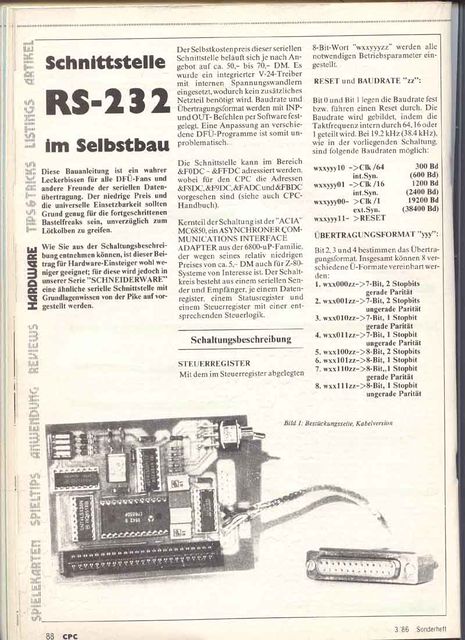 Schnittstelle
RS-232
im Selbstbau
Diese Bauanleitung ist ein wahrer
Leckerbissen für alle DFÜ-Fans und
andere Freunde der seriellen Daten-
übertragung. Der niedrige Preis und
die universelle Einsetzbarkeit sollten
Grund genug für die fortgeschrittenen
Bastelfreaks sein, unverzüglich zum
Lötkolben zu greifen.
Wie Sie aus der Schaltungsbeschrei-
bung entnehmen können, ist dieser Bei-
trag für Hardware-Einsteiger wohl we-
niger geeignet; für diese wird jedoch in
unserer Serie "SCHNEIDERWARE"
eine ähnliche serielle Schnittstelle mit
Grundlagenwissen von der Pike auf vor-
gestellt werden.
Der Selbstkostenpreis dieser seriellen
Schnittstelle beläuft sich je nach An-
gebot auf ca. 50,- bis 70,- DM. Es
wurde ein integrierter V-24-Treiber
mit internen Spannungswandlern
eingesetzt, wodurch kein zusätzliches
Netzteil benötigt wird. Baudrate und
Übertragungsformat werden mit INP-
und OUT- Befehlen per Software fest-
gelegt. Eine Anpassung an verschie-
dene DFÜ-Programme ist somit un-
problematisch.
Die Schnittstelle kann im Bereich
&F0DC- &FFDC adressiert werden,
wobei für den CPC die Adressen
&F8DC, &F9DC, &FADC und &FBDC
vorgesehen sind (siehe auch CPC-
Handbuch).
Kernteil der Schaltung ist der "ACIA"
MC6850, ein ASYNCHRONER COM-
MUNICATIONS INTERFACE
ADAPTER aus der 6800-uP-Familie,
der wegen seines relativ niedrigen
Preises von ca. 5,- DM auch für Z-80-
Systeme von Interesse ist. Der Schalt-
kreis besteht aus einem seriellen Sen-
der und Empfänger, je einem Daten-
register, einem Statusregister und
einem Steuerregister mit einer ent-
sprechenden Steuerlogik.
Schaltungsbeschreibung
STEUERREGISTER
Mit dem im Steuerregister abgelegten
8-Bit-Wort "wxxyyyzz" werden alle
notwendigen Betriebsparameter ein-
gestellt.
RESET und BAUDRATE "zz":
Bit 0 und Bit 1 legen die Baudrate fest
bzw. führen einen Reset durch. Die
Baudrate wird gebildet, indem die
Taktfrequenz intern durch 64, 16 oder
1 geteilt wird. Bei 19.2 kHz (38.4 kHz),
wie in der vorliegenden Schaltung,
sind folgende Baudraten möglich:
wxxyyy10 ->Clk /64 300 Bd
int.Syn. (600 Bd)
wxxyyy01 ->Clk /16 1200 Bd
int.Syn. (2400 Bd)
wxxyyy00- >Clk /1 19200 Bd
ext.Syn. (38400 Bd)
wxxyyy11- >RESET
ÜBERTRAGUNGSFORMAT "yyy":
Bit 2, 3 und 4 bestimmen das Übertra-
gungsformat. Insgesamt können 8 ver-
schiedene Ü-Formate vereinbart wer-
den:
1. wxx000zz->7-Bit, 2 Stopbits
gerade Parität
2. wxx001zz->7-Bit, 2 Stopbits
ungerade Parität
3. wxx010zz->7-Bit, 1 Stopbit
gerade Parität
4. wxx011zz->7-Bit, 1 Stopbit
ungerade Parität
5. wxx100zz->8-Bit, 2 Stopbits
6. wxx101zz->8-Bit, 1 Stopbit
7. wxx110zz->8-Bit, 1 Stopbit
gerade Parität
8. wxx111zz->8-Bit, 1 Stopbit
ungerade Parität
Bild 1: Bestückungsseite, Kabelversion
SPIELEKARTEN SPIELTIPS ANWENDUNG REVIEWS HARDWARE TIPS&TRICKS LISTINGS ARTIKEL
88 CPC
3'86 Sonderheft